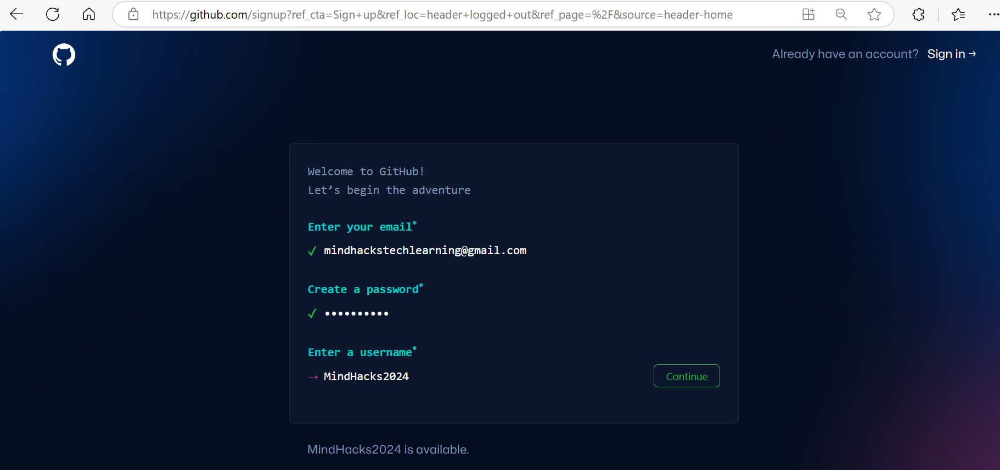 https://github.com/signup?ref_cta=Sign+up&ref_loc=header+logged+out&ref_page=%2F&source=header-home
Already have an account? Sign in →
Welcome to GitHub!
Let’s begin the adventure
Enter your email*
✓ mindhackstechlearning@gmail.com
Create a password*
✓ ••••••••••
Enter a username*
→ MindHacks2024
Continue
MindHacks2024 is available.